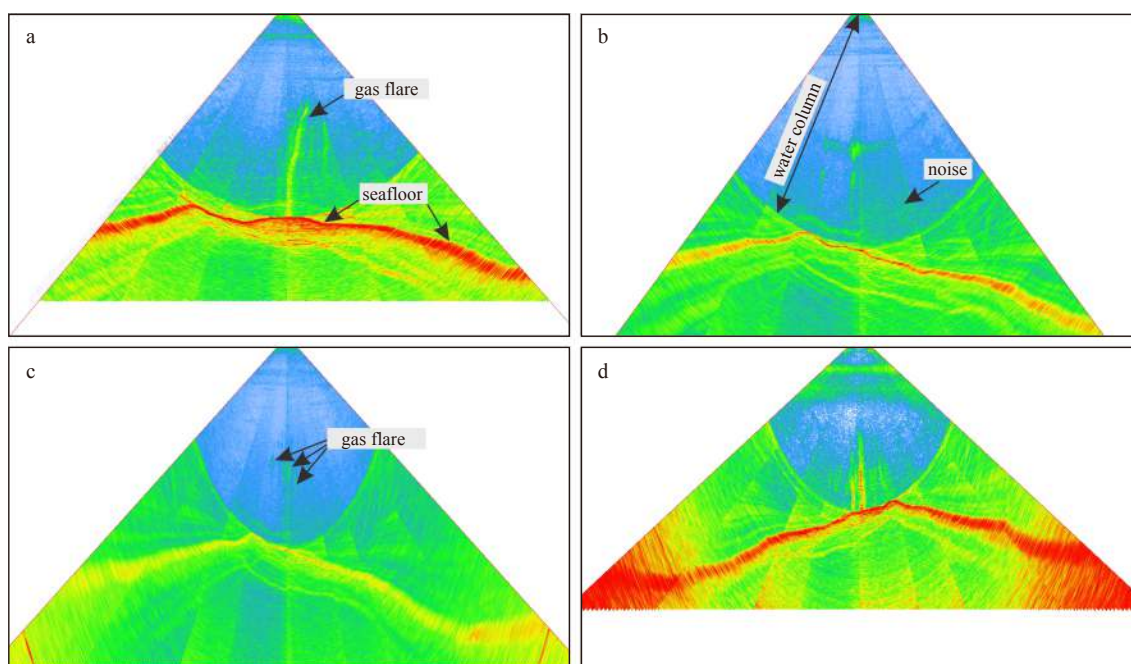 a
gas flare
seafloor
b
water column
noise
c
gas flare
d